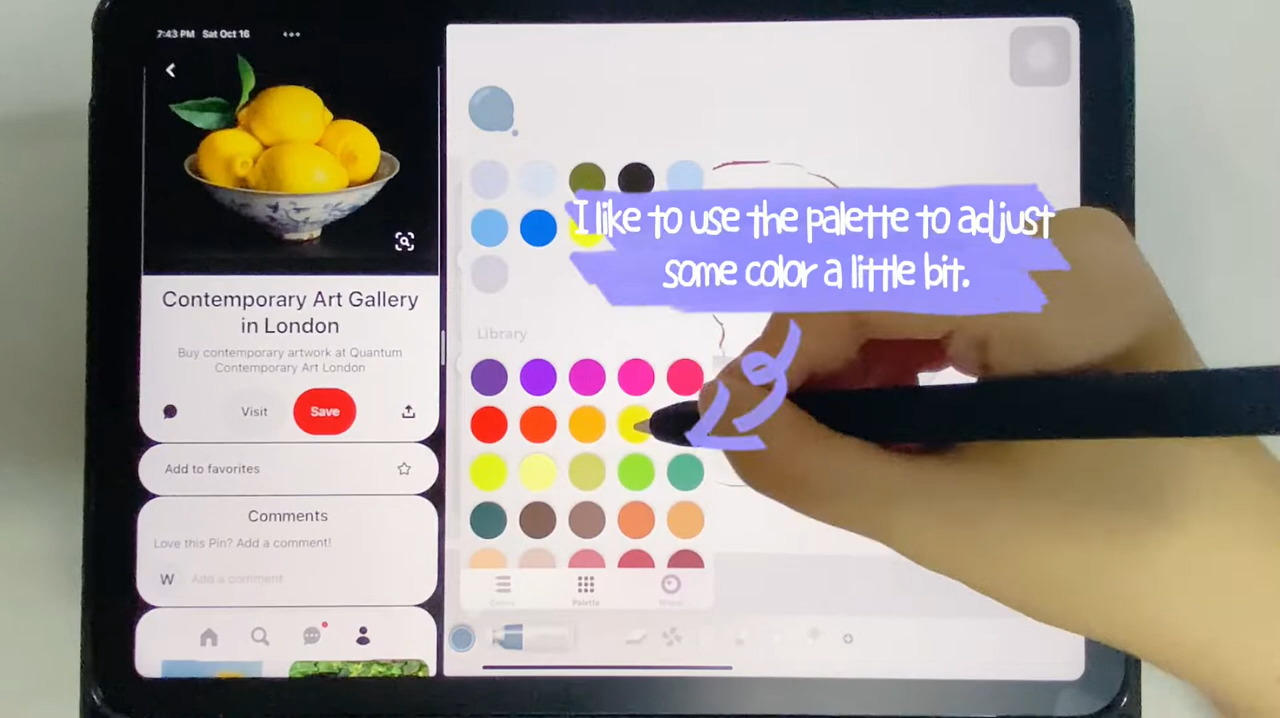 7:43 PM Sat Oct 16
I like to use the palette to adjust
some color a little bit.
Contemporary Art Gallery
in London
Buy contemporary artwork at Quantum
Contemporary Art London
Visit
Save
Add to favorites
Comments
Love this Pin? Add a comment!
W
Add a comment
Library
Palette